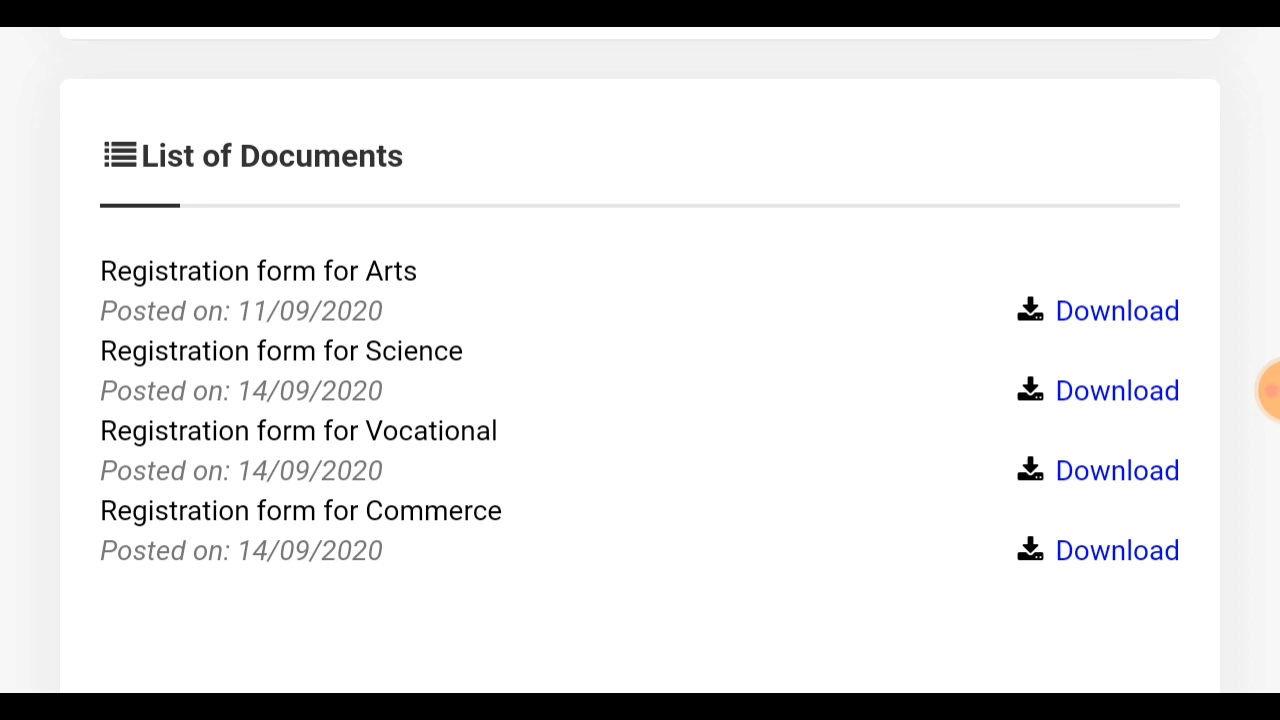 List of Documents
Registration form for Arts
Posted on: 11/09/2020
Download
Registration form for Science
Posted on: 14/09/2020
Download
Registration form for Vocational
Posted on: 14/09/2020
Download
Registration form for Commerce
Posted on: 14/09/2020
Download